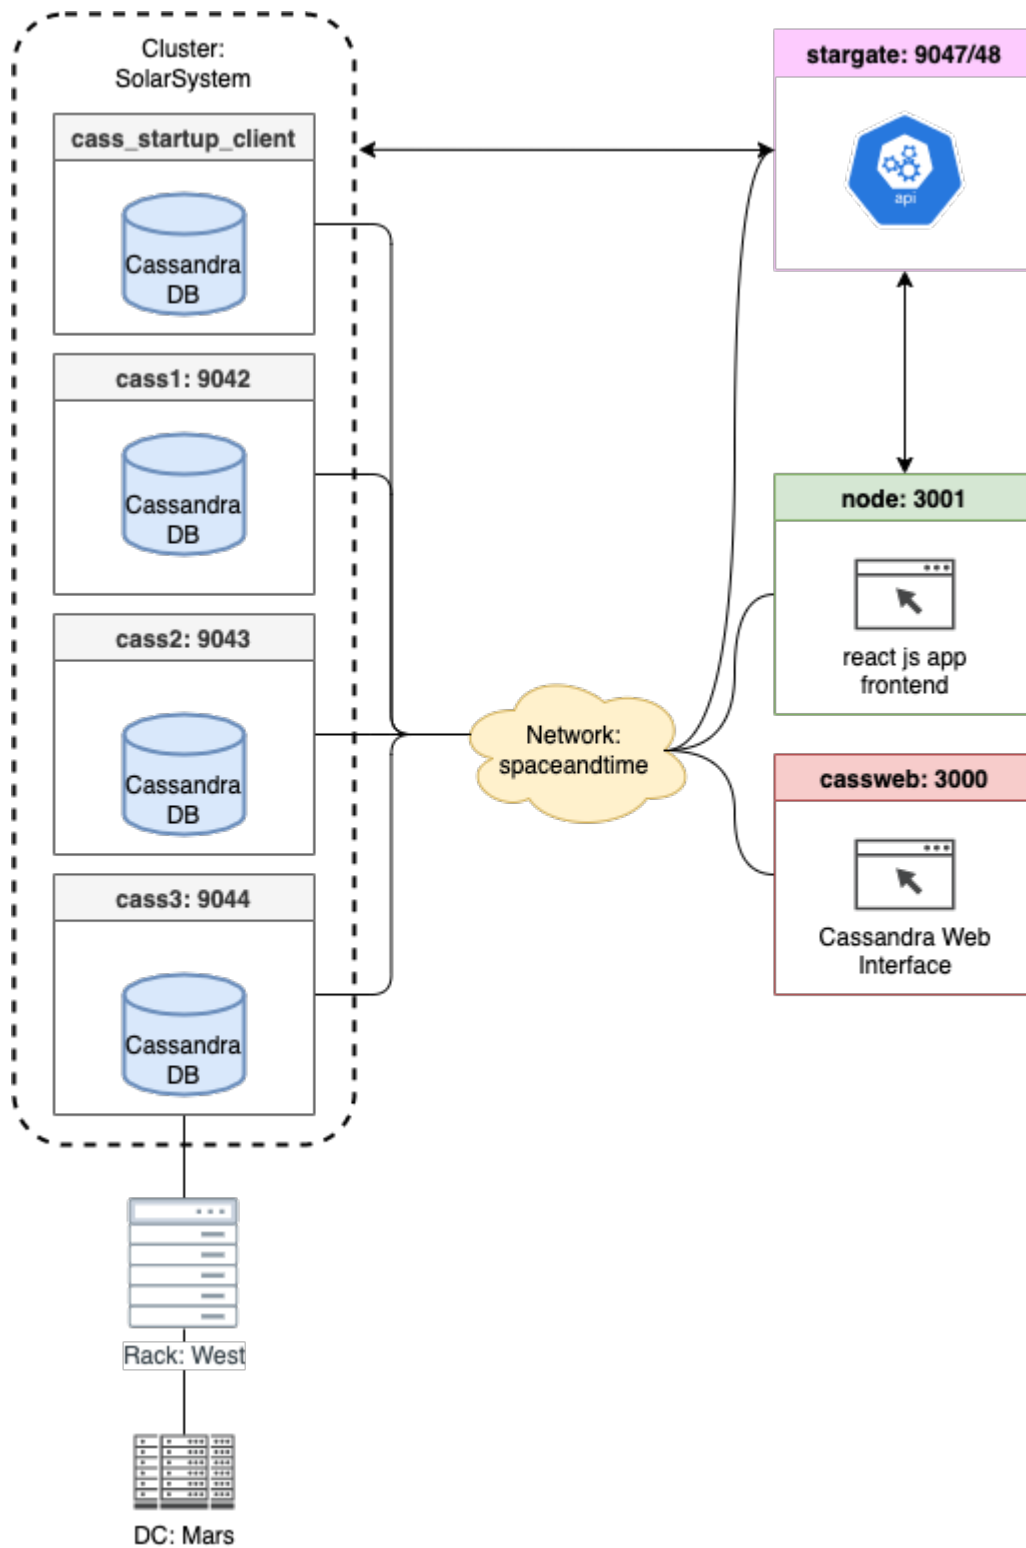 Cluster:
SolarSystem
cass_startup_client
Cassandra
DB
cass1: 9042
Cassandra
DB
cass2: 9043
Cassandra
DB
cass3: 9044
Cassandra
DB
Rack: West
DC: Mars
Network:
spaceandtime
stargate: 9047/48
api
node: 3001
react js app
frontend
cassweb: 3000
Cassandra Web
Interface